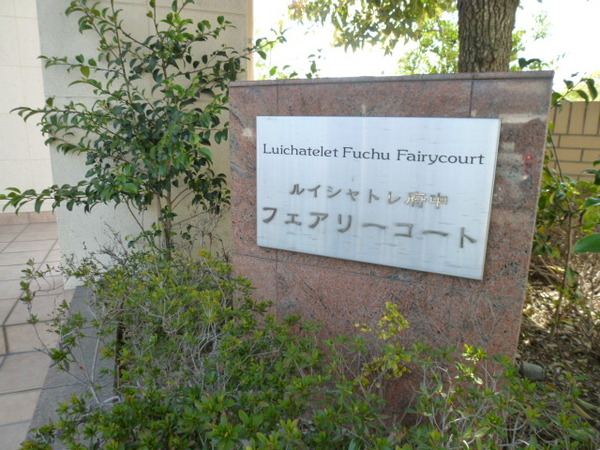 Luichatelet Fuchu Fairycourt
ルイシャトレ府中
フェアリーコート